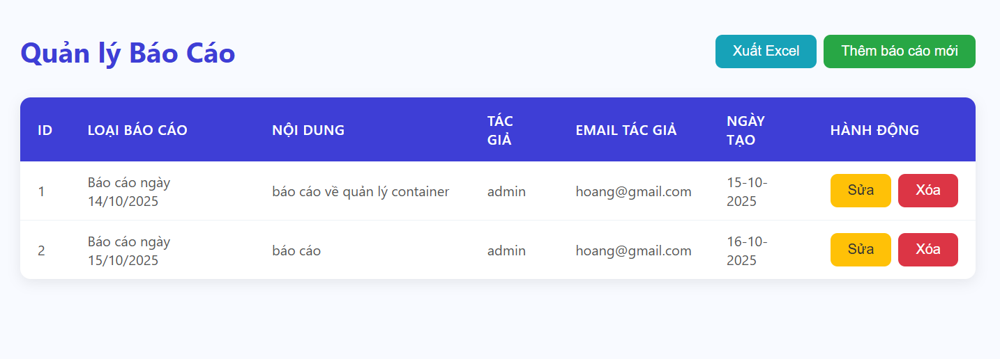 Quản lý Báo Cáo
Xuất Excel
Thêm báo cáo mới
ID
LOẠI BÁO CÁO
NỘI DUNG
TÁC
GIẢ
EMAIL TÁC GIẢ
NGÀY
TẠO
HÀNH ĐỘNG
1
Báo cáo ngày
14/10/2025
báo cáo về quản lý container
admin
hoang@gmail.com
15-10-
2025
Sửa
Xóa
2
Báo cáo ngày
15/10/2025
báo cáo
admin
hoang@gmail.com
16-10-
2025
Sửa
Xóa